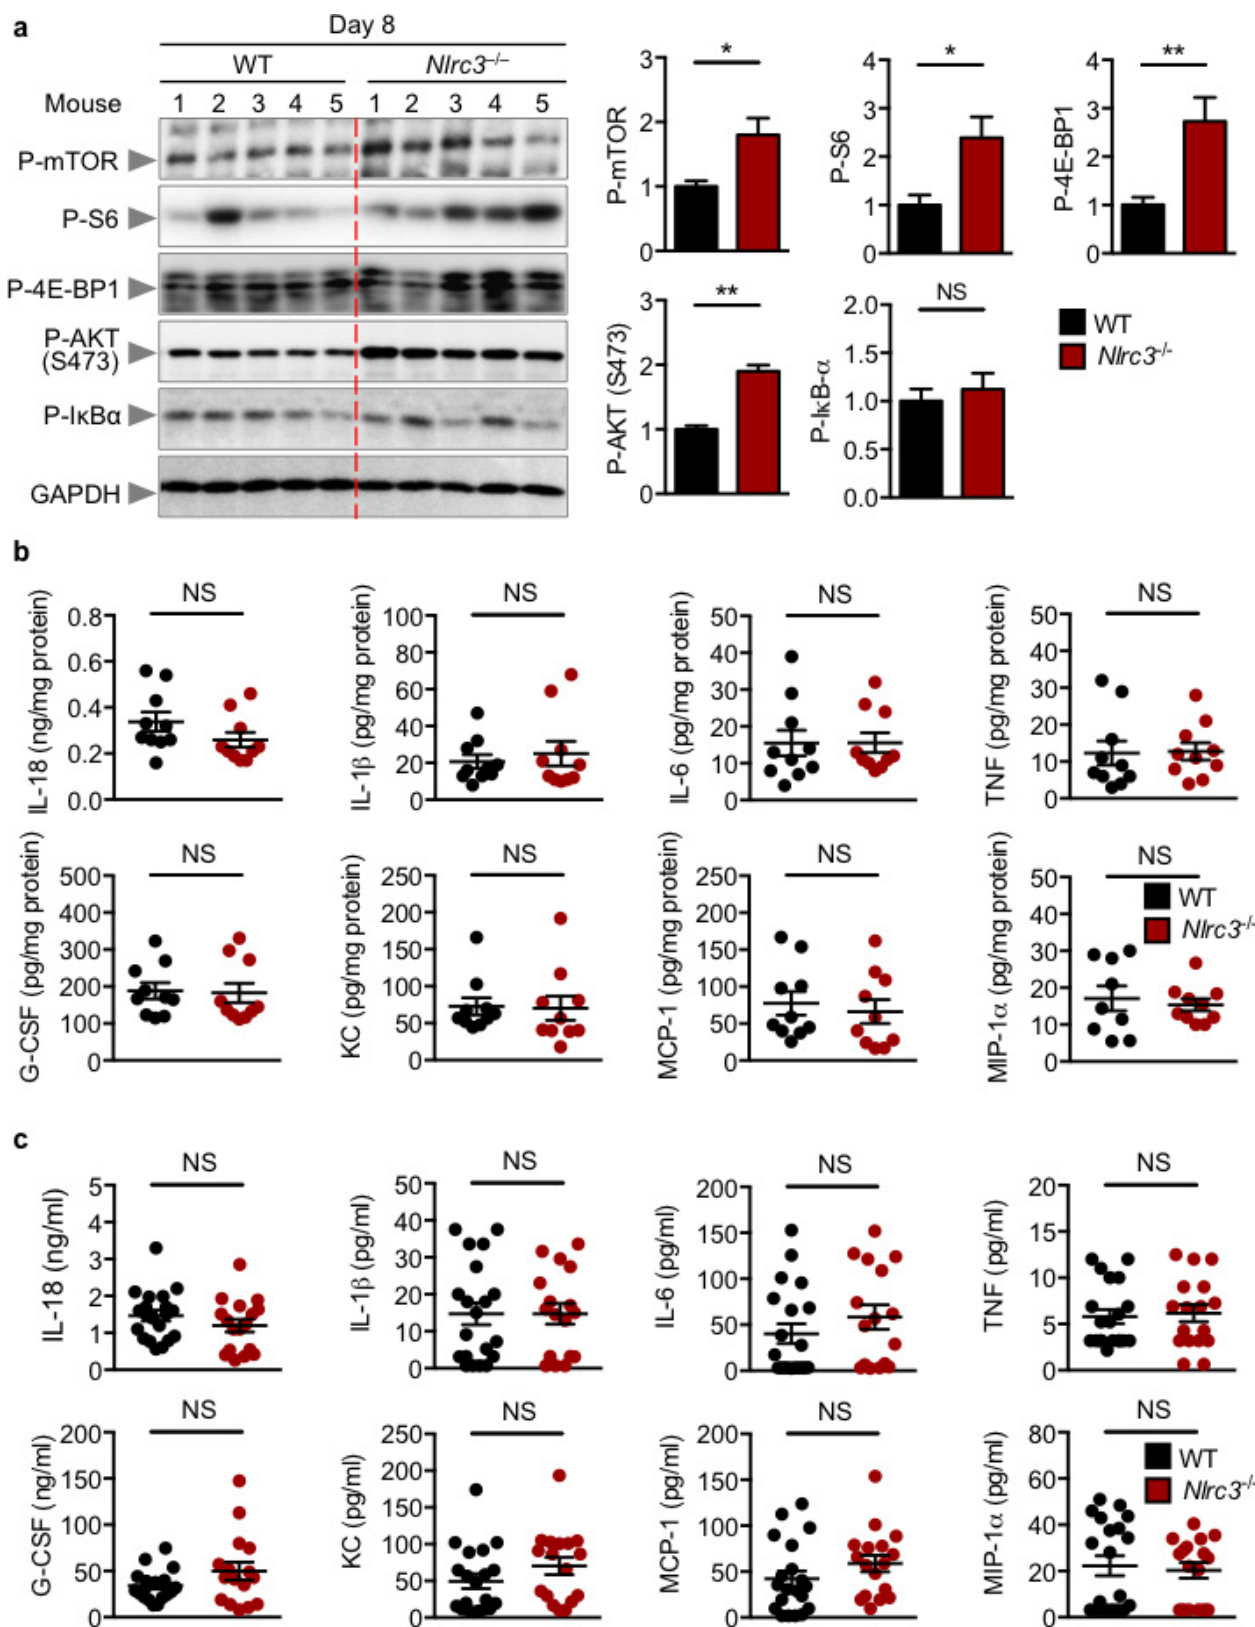 a
Day 8
WT Nlrc3–/–
Mouse 1 2 3 4 5 1 2 3 4 5
P-mTOR
P-S6
P-4E-BP1
P-AKT
(S473)
P-IκBα
GAPDH
P-mTOR
3
2
1
0
*
P-S6
4
3
2
1
0
*
P-4E-BP1
4
3
2
1
0
**
P-AKT (S473)
3
2
1
0
**
P-IκB-α
2.0
1.5
1.0
0.5
0.0
NS
WT
Nlrc3-/-
b
IL-18 (ng/mg protein)
0.8
0.6
0.4
0.2
0.0
NS
IL-1β (pg/mg protein)
100
80
60
40
20
0
NS
IL-6 (pg/mg protein)
50
40
30
20
10
0
NS
TNF (pg/mg protein)
50
40
30
20
10
0
NS
G-CSF (pg/mg protein)
500
400
300
200
100
0
NS
KC (pg/mg protein)
250
200
150
100
50
0
NS
MCP-1 (pg/mg protein)
250
200
150
100
50
0
NS
MIP-1α (pg/mg protein)
50
40
30
20
10
0
NS
WT
Nlrc3-/-
c
IL-18 (ng/ml)
5
4
3
2
1
0
NS
IL-1β (pg/ml)
50
40
30
20
10
0
NS
IL-6 (pg/ml)
200
150
100
50
0
NS
TNF (pg/ml)
20
15
10
5
0
NS
G-CSF (ng/ml)
200
150
100
50
0
NS
KC (pg/ml)
250
200
150
100
50
0
NS
MCP-1 (pg/ml)
200
150
100
50
0
NS
MIP-1α (pg/ml)
80
60
40
20
0
NS
WT
Nlrc3-/-